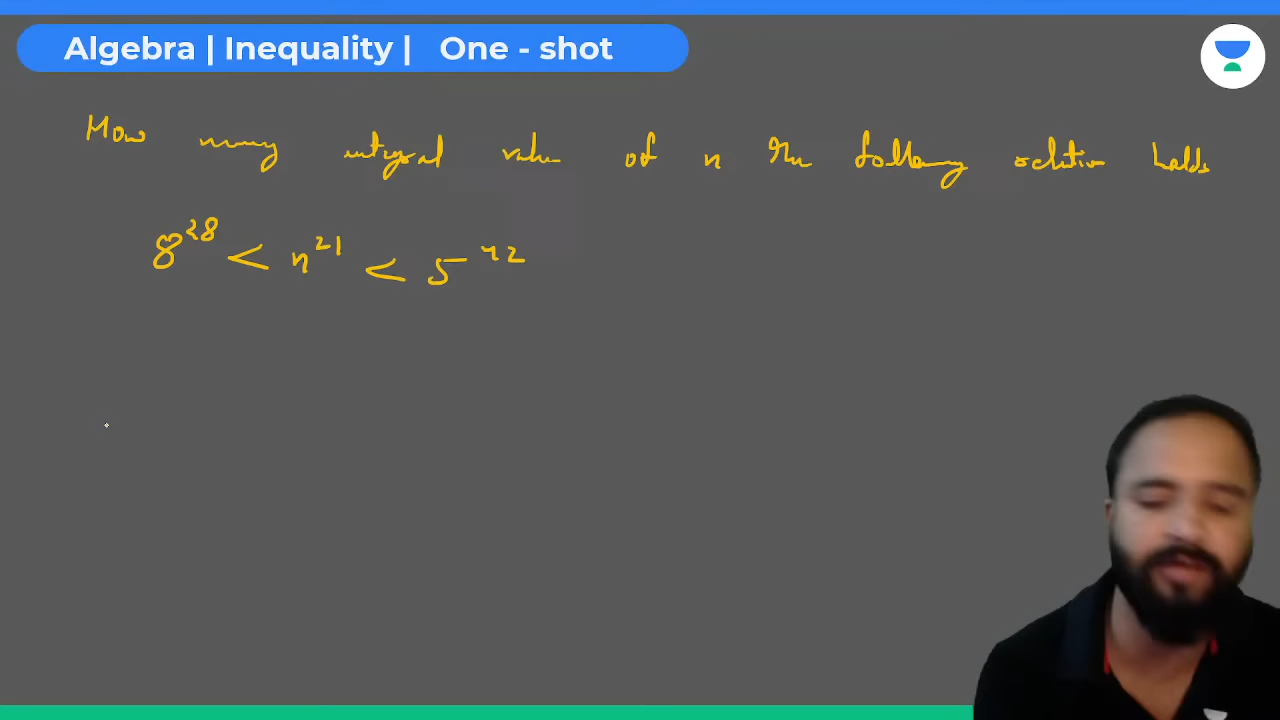 Algebra | Inequality | One - shot
How many integral value of n the following relation holds
8^28 < n^21 < 5^42